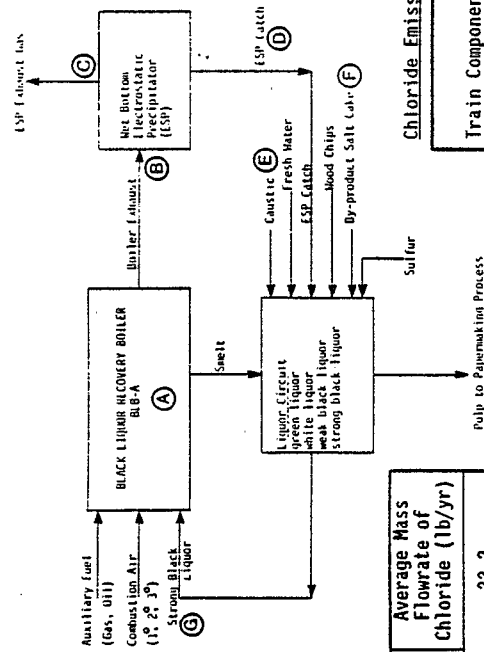 ESP Exhaust Gas
C
Wet Bottom
Electrostatic
Precipitator
(ESP)
ESP Catch
D
B
Boiler Exhaust
BLACK LIQUOR RECOVERY BOILER
BLB-A
A
Auxiliary Fuel
(Gas, Oil)
Combustion Air
(1°, 2°, 3°)
Strong Black
Liquor
G
Smelt
Caustic E
Fresh Water
ESP Catch
Wood Chips
By-product Salt Cake F
Sulfur
Liquor Circuit
green liquor
white liquor
weak black liquor
strong black liquor
Pulp to Papermaking Process
Average Mass
Flowrate of
Chloride (lb/yr)
Chloride Emiss
Train Componen